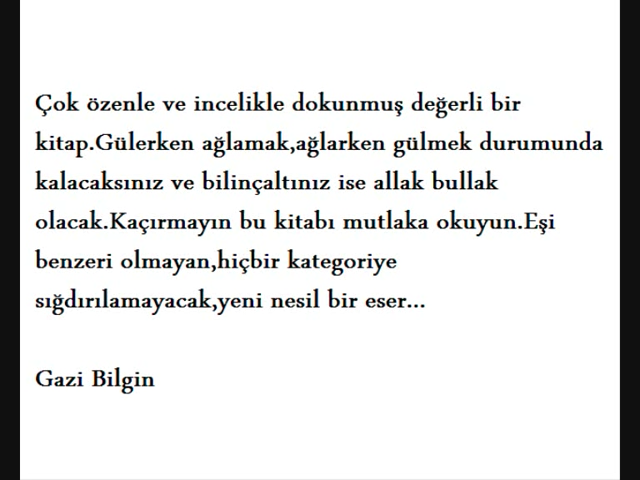 Çok özenle ve incelikle dokunmuş değerli bir
kitap.Gülerken ağlamak,ağlarken gülmek durumunda
kalacaksınız ve bilinçaltınız ise allak bullak
olacak.Kaçırmayın bu kitabı mutlaka okuyun.Eşi
benzeri olmayan,hiçbir kategoriye
sığdırılamayacak,yeni nesil bir eser...
Gazi Bilgin